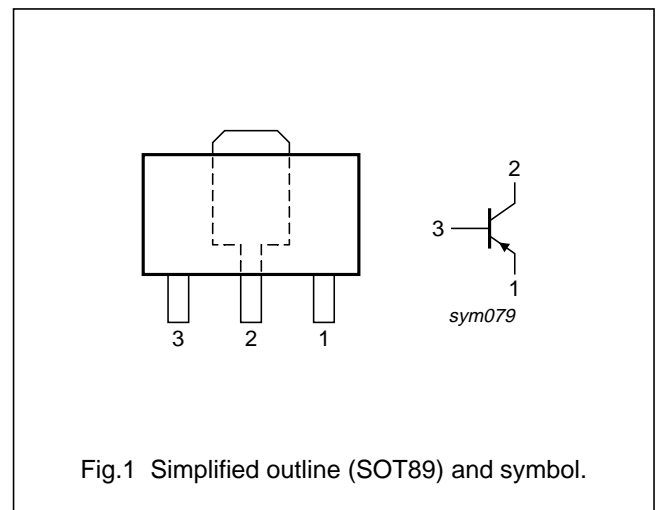 2
3
1
sym079
3 2 1
Fig.1 Simplified outline (SOT89) and symbol.